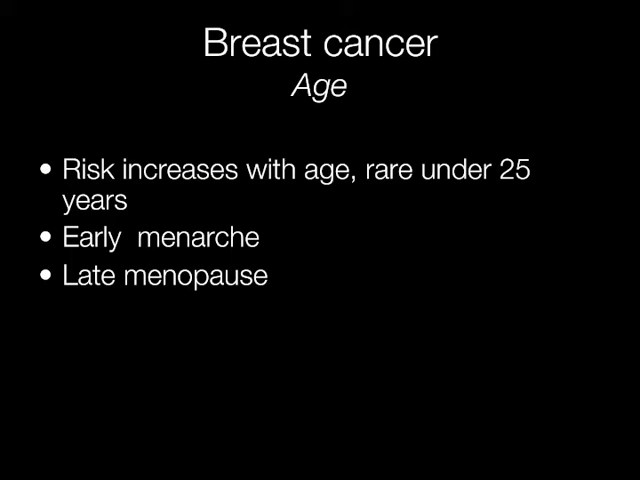 Breast cancer
Age
• Risk increases with age, rare under 25
years
• Early  menarche
• Late menopause